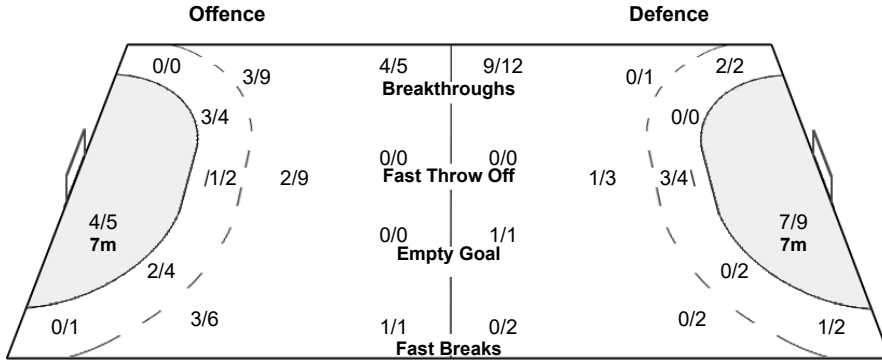 Offence Defence
0/0 3/9 4/5 9/12 0/1 2/2
Breakthroughs
3/4 0/0
0/0 0/0
Fast Throw Off
1/2 2/9 1/3 3/4
4/5 7/9
7m 7m
0/0 1/1
Empty Goal
2/4 0/2
0/1 3/6 1/1 0/2 0/2 1/2
Fast Breaks